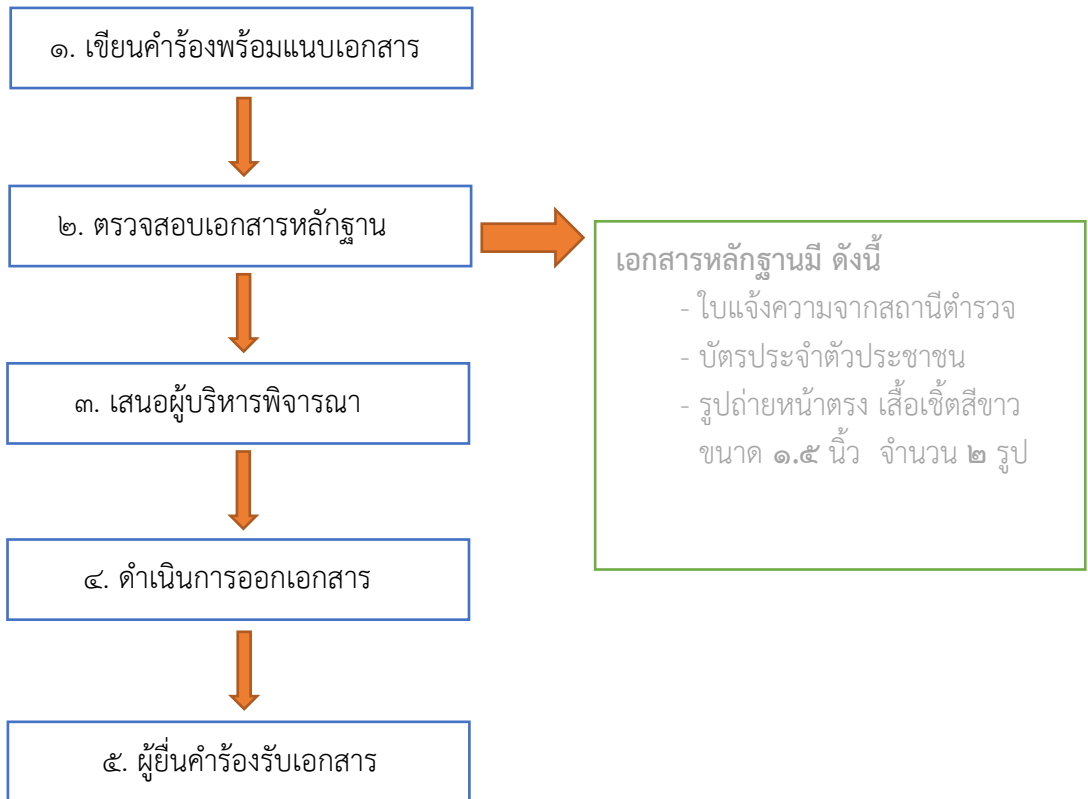 ๑. เขียนคำร้องพร้อมแนบเอกสาร
๒. ตรวจสอบเอกสารหลักฐาน
เอกสารหลักฐานมี ดังนี้
- ใบแจ้งความจากสถานีตำรวจ
- บัตรประจำตัวประชาชน
- รูปถ่ายหน้าตรง เสื้อเชิ้ตสีขาว
ขนาด ๑.๕ นิ้ว จำนวน ๒ รูป
๓. เสนอผู้บริหารพิจารณา
๔. ดำเนินการออกเอกสาร
๕. ผู้ยื่นคำร้องรับเอกสาร